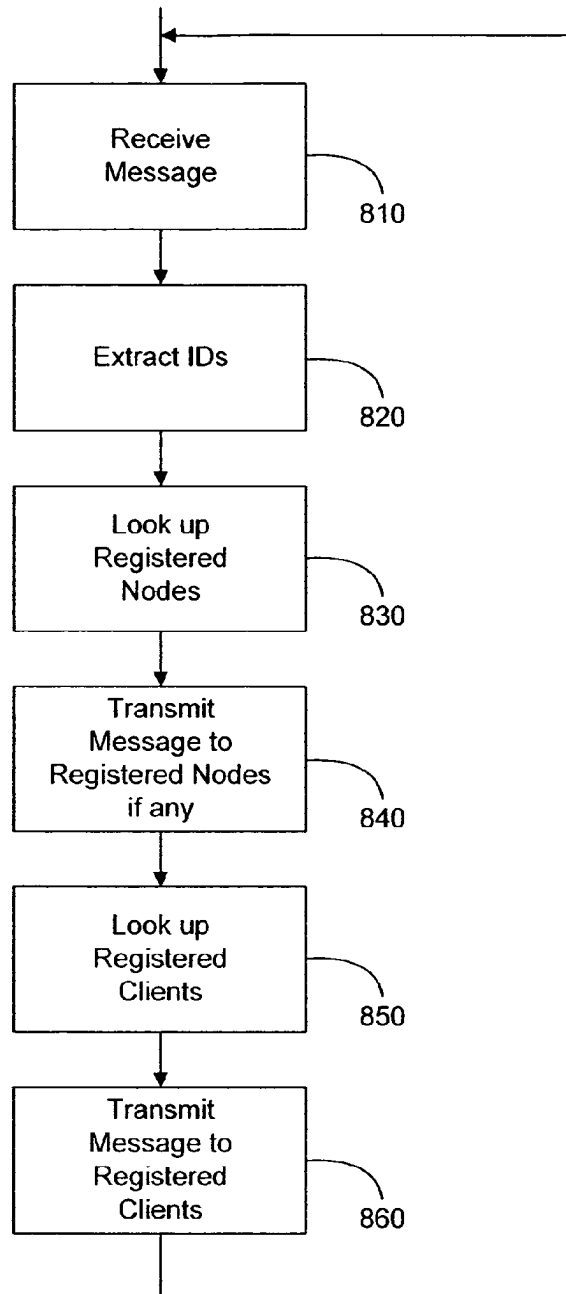 Receive
Message
810
Extract IDs
820
Look up
Registered
Nodes
830
Transmit
Message to
Registered Nodes
if any
840
Look up
Registered
Clients
850
Transmit
Message to
Registered
Clients
860